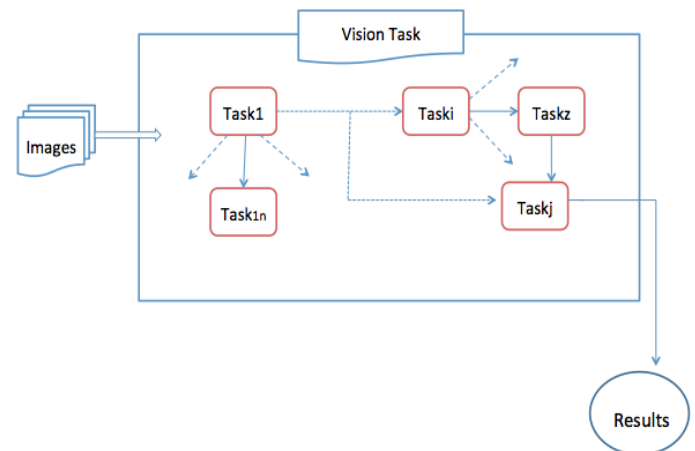 Vision Task
Images
Task1
Taski
Taskz
Task1n
Taskj
Results